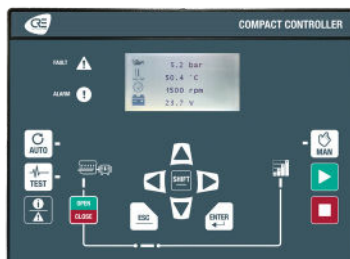 CRE
COMPACT CONTROLLER
FAULT
ALARM
5.2 bar
50.4 °C
1500 rpm
23.7 V
AUTO
MAN
TEST
SHIFT
OPEN
CLOSE
ESC
ENTER